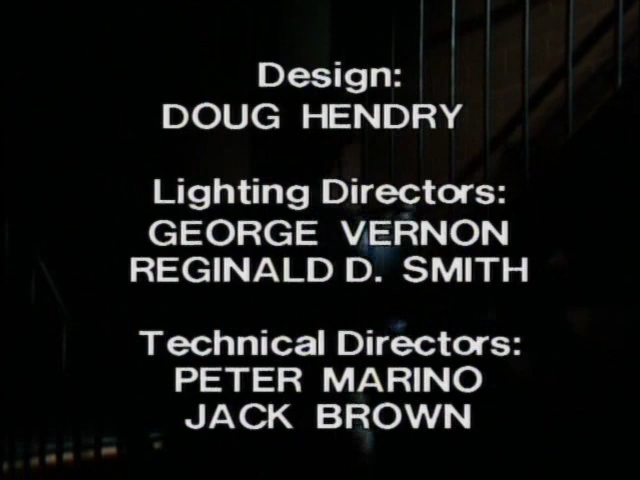 Design:
DOUG HENDRY
Lighting Directors:
GEORGE VERNON
REGINALD D. SMITH
Technical Directors:
PETER MARINO
JACK BROWN